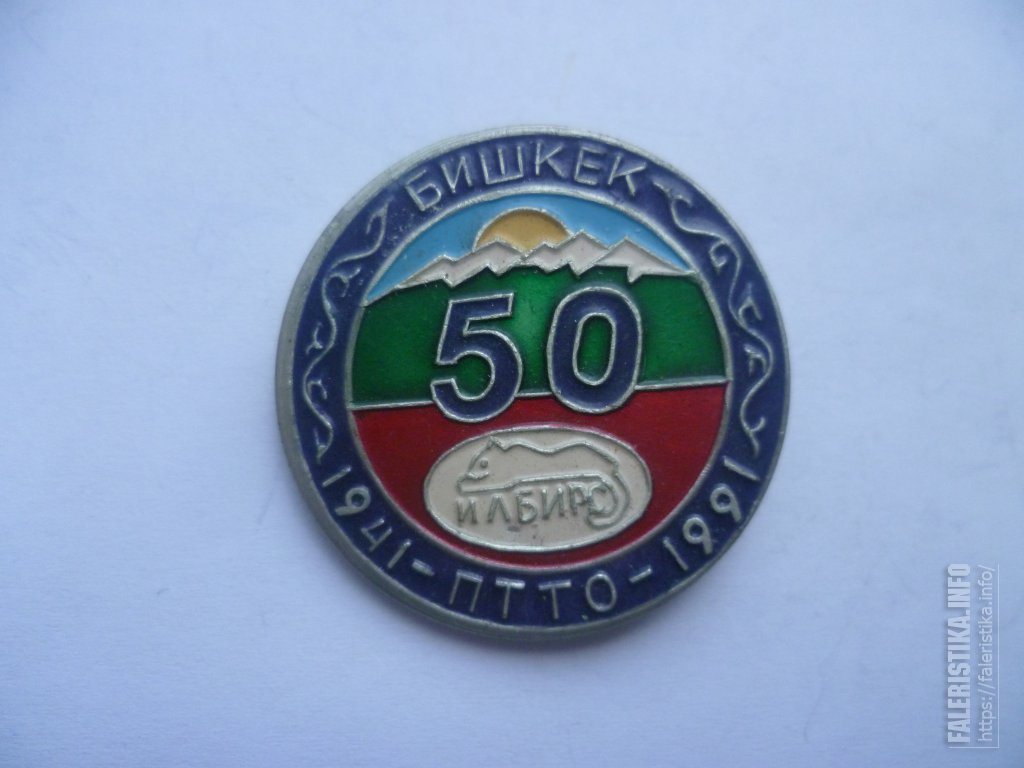 БИШКЕК
50
ИЛБИРС
1941 - ПТТО - 1991
FALERISTIKA.INFO
https://faleristika.info/